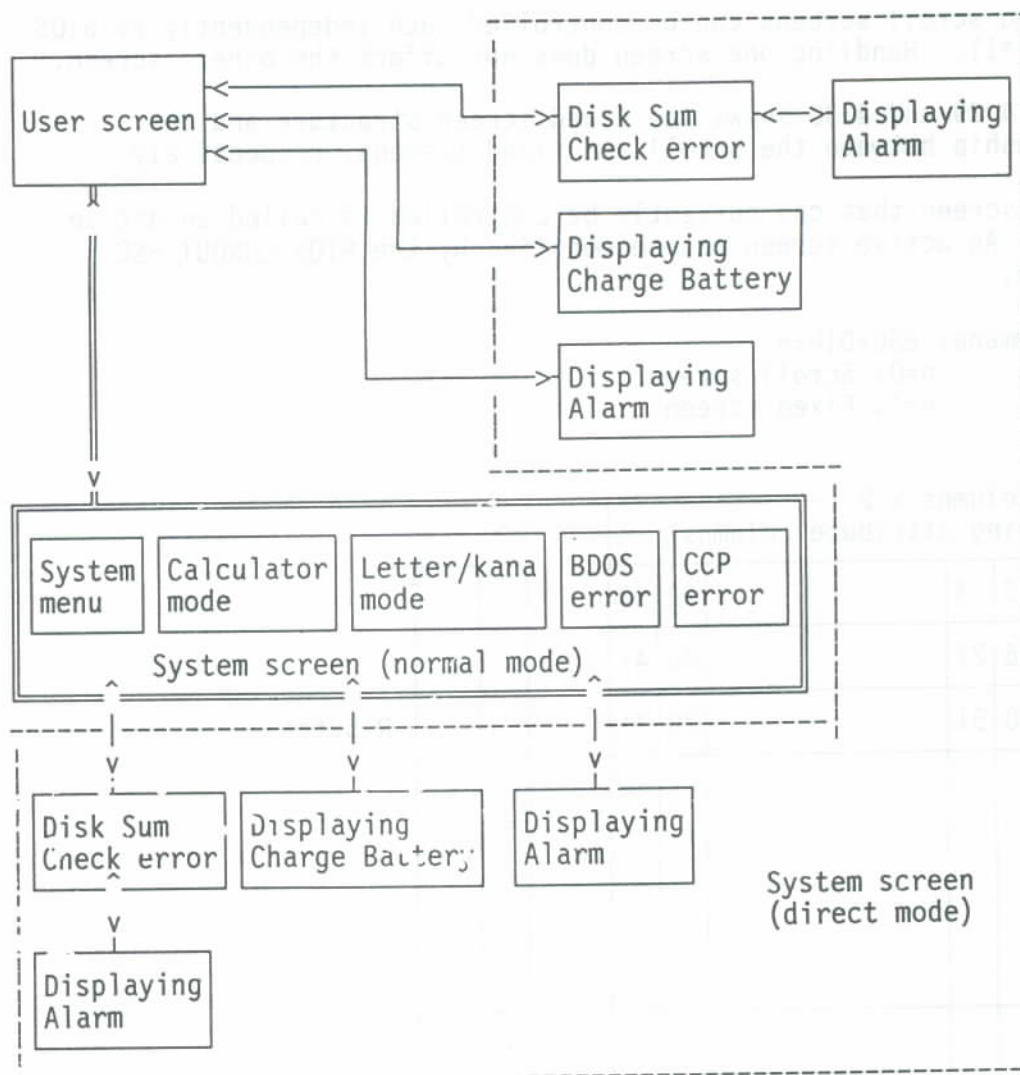 User screen
Disk Sum
Check error
Displaying
Alarm
Displaying
Charge Battery
Displaying
Alarm
System
menu
Calculator
mode
Letter/kana
mode
BDOS
error
CCP
error
System screen (normal mode)
Disk Sum
Check error
Displaying
Charge Battery
Displaying
Alarm
System screen
(direct mode)
Displaying
Alarm